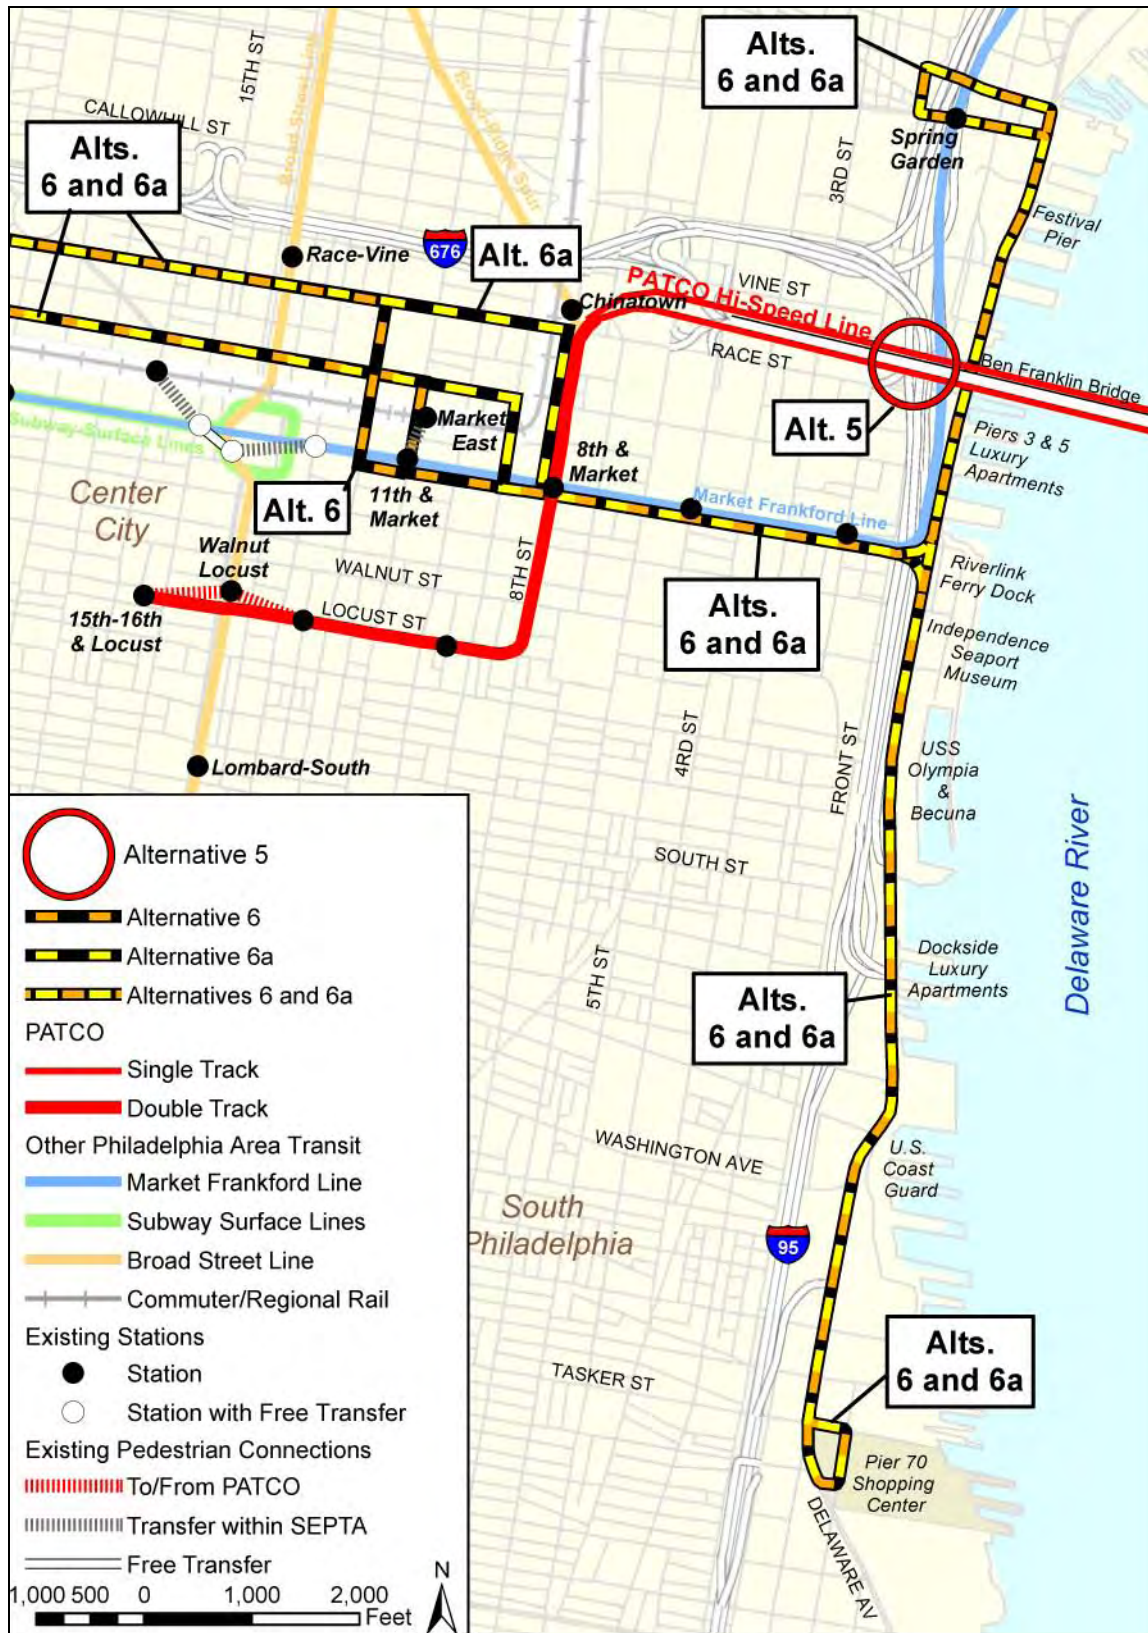 Alts.
6 and 6a
15TH ST
Broad Street Line
Broad-Ridge Spur
CALLOWHILL ST
Alts.
6 and 6a
3RD ST
Spring
Garden
Festival
Pier
Race-Vine
676
Alt. 6a
Chinatown
VINE ST
PATCO Hi-Speed Line
RACE ST
Ben Franklin Bridge
Alt. 5
Piers 3 & 5
Luxury
Apartments
Subway-Surface Lines
Market
East
8th &
Market
Center
City
Alt. 6
11th &
Market
Market Frankford Line
Walnut
Locust
WALNUT ST
8TH ST
Alts.
6 and 6a
Riverlink
Ferry Dock
15th-16th
& Locust
LOCUST ST
Independence
Seaport
Museum
4RD ST
FRONT ST
USS
Olympia
&
Becuna
Lombard-South
Delaware River
SOUTH ST
5TH ST
Dockside
Luxury
Apartments
Alts.
6 and 6a
WASHINGTON AVE
U.S.
Coast
Guard
South
Philadelphia
95
TASKER ST
Alts.
6 and 6a
Pier 70
Shopping
Center
DELAWARE AV
Alternative 5
Alternative 6
Alternative 6a
Alternatives 6 and 6a
PATCO
Single Track
Double Track
Other Philadelphia Area Transit
Market Frankford Line
Subway Surface Lines
Broad Street Line
Commuter/Regional Rail
Existing Stations
Station
Station with Free Transfer
Existing Pedestrian Connections
To/From PATCO
Transfer within SEPTA
Free Transfer
N
1,000 500 0 1,000 2,000
Feet